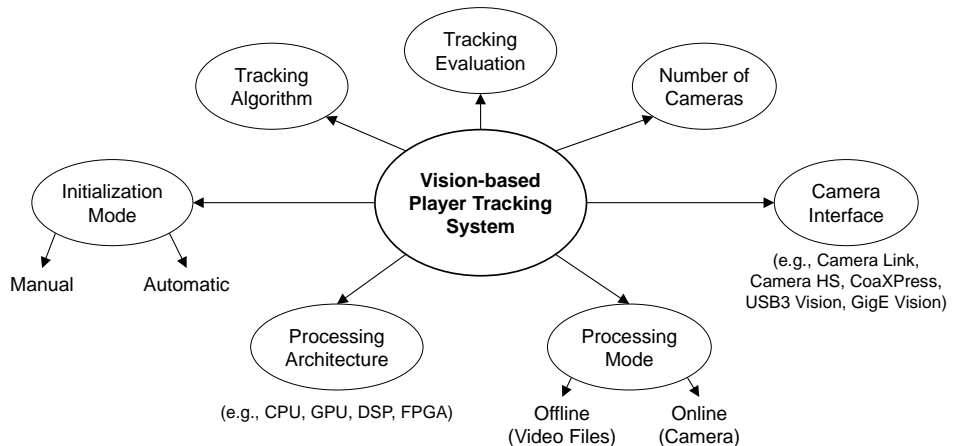 Tracking
Evaluation
Tracking
Algorithm
Number of
Cameras
Vision-based
Player Tracking
System
Initialization
Mode
Manual
Automatic
Camera
Interface
(e.g., Camera Link,
Camera HS, CoaXPress,
USB3 Vision, GigE Vision)
Processing
Architecture
(e.g., CPU, GPU, DSP, FPGA)
Processing
Mode
Offline
(Video Files)
Online
(Camera)